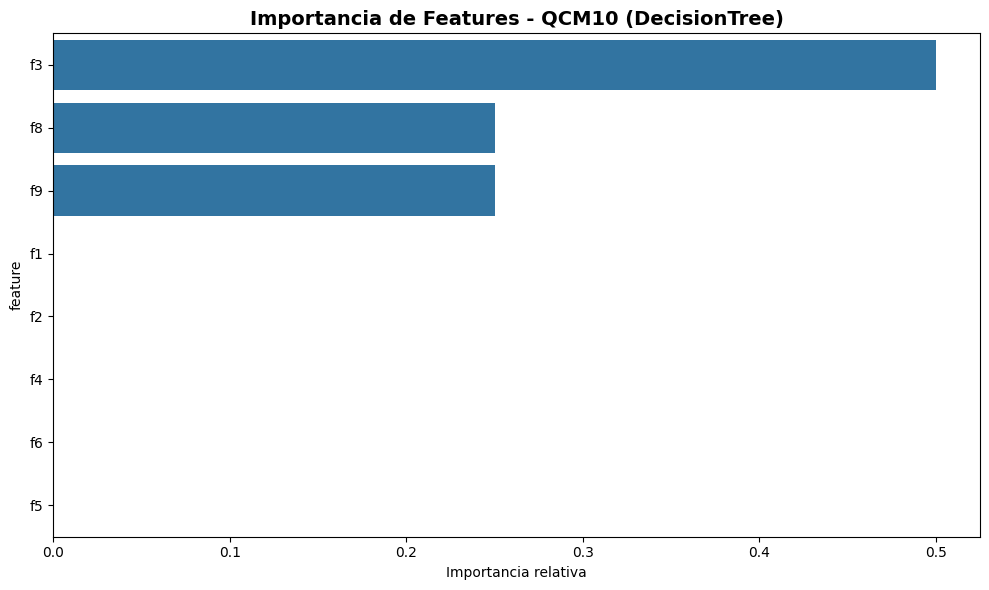 Importancia de Features - QCM10 (DecisionTree)
f3
f8
f9
f1
f2
f4
f6
f5
feature
0.0 0.1 0.2 0.3 0.4 0.5
Importancia relativa